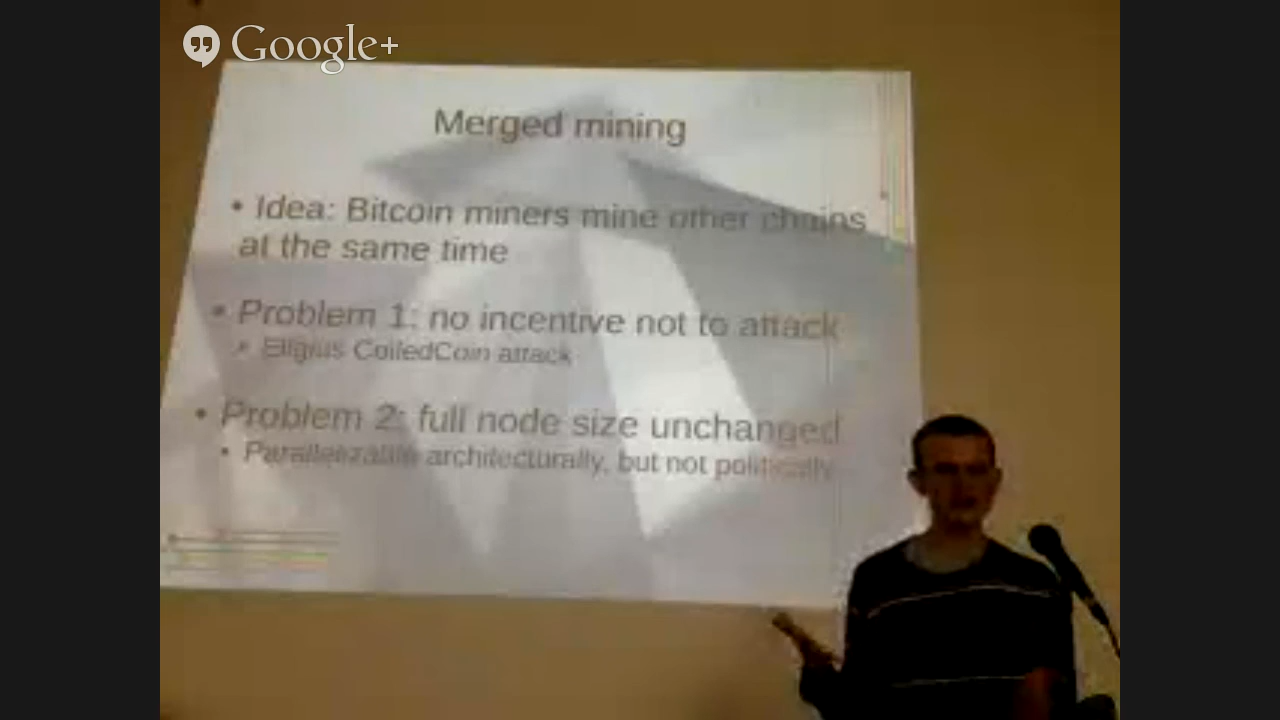 Google+
Merged mining
• Idea: Bitcoin miners mine other chains
at the same time
• Problem 1: no incentive not to attack
• Eligius CoiledCoin attack
• Problem 2: full node size unchanged
• Parallelizable architecturally, but not politically